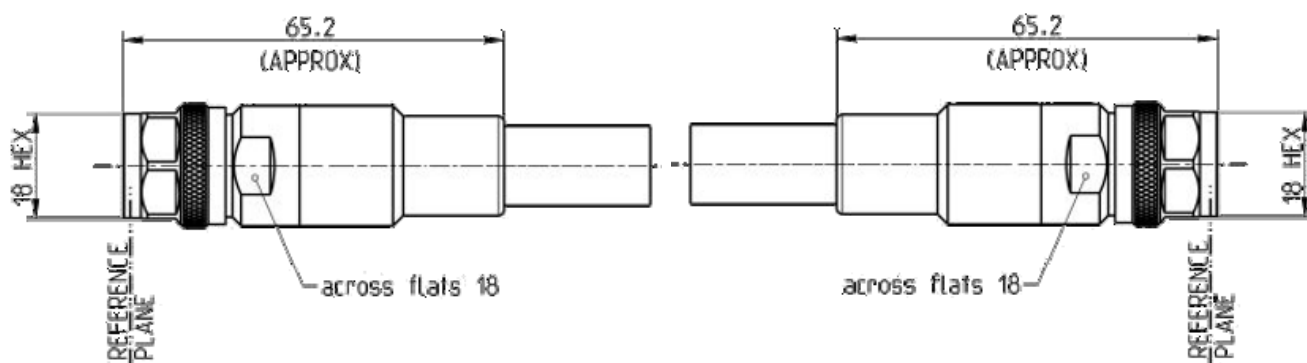 65.2
(APPROX)
65.2
(APPROX)
18 HEX
18 HEX
across flats 18
across flats 18
REFERENCE
PLANE
REFERENCE
PLANE